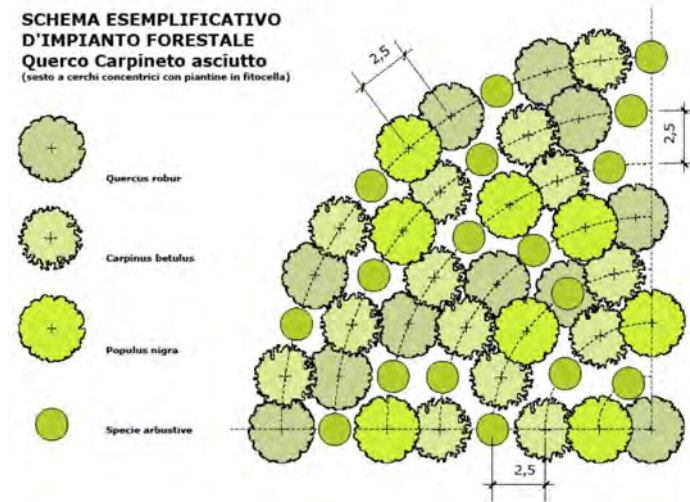 SCHEMA ESEMPLIFICATIVO
D'IMPIANTO FORESTALE
Querco Carpineto asciutto
(sesto a cerchi concentrici con piantine in fitocella)
2,5
2,5
Quercus robur
Carpinus betulus
Populus nigra
Specie arbustive
2,5